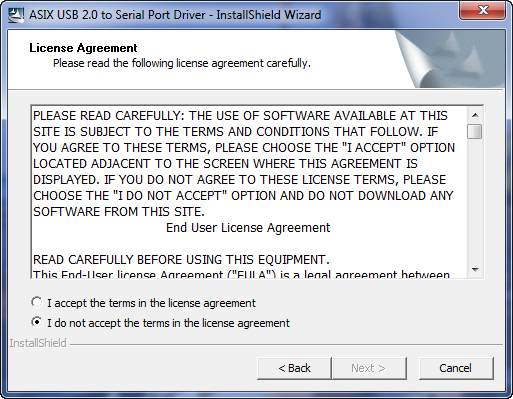 ASIX USB 2.0 to Serial Port Driver - InstallShield Wizard
License Agreement
Please read the following license agreement carefully.
PLEASE READ CAREFULLY: THE USE OF SOFTWARE AVAILABLE AT THIS
SITE IS SUBJECT TO THE TERMS AND CONDITIONS THAT FOLLOW. IF
YOU AGREE TO THESE TERMS, PLEASE CHOOSE THE "I ACCEPT" OPTION
LOCATED ADJACENT TO THE SCREEN WHERE THIS AGREEMENT IS
DISPLAYED. IF YOU DO NOT AGREE TO THESE LICENSE TERMS, PLEASE
CHOOSE THE "I DO NOT ACCEPT" OPTION AND DO NOT DOWNLOAD ANY
SOFTWARE FROM THIS SITE.
End User License Agreement
READ CAREFULLY BEFORE USING THIS EQUIPMENT.
This End-User license Agreement ("EULA") is a legal agreement between
I accept the terms in the license agreement
I do not accept the terms in the license agreement
InstallShield
< Back
Next >
Cancel